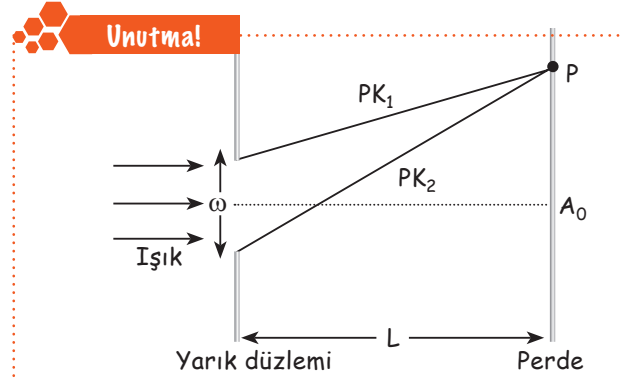 Unutma!
P
PK₁
PK₂
ω
A₀
Işık
L
Yarık düzlemi
Perde